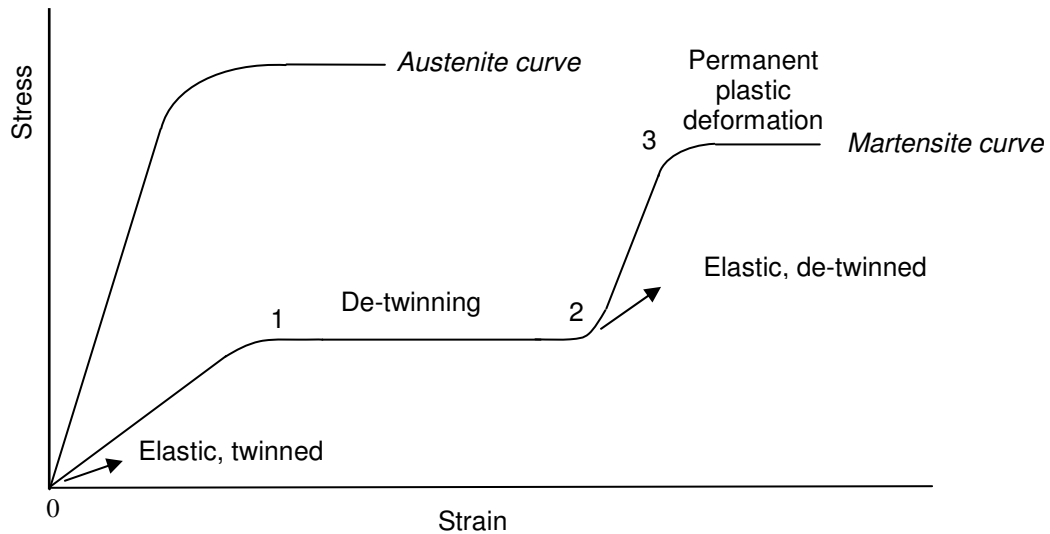 Stress
Austenite curve
Permanent
plastic
deformation
3
Martensite curve
Elastic, de-twinned
De-twinning
2
1
Elastic, twinned
0
Strain